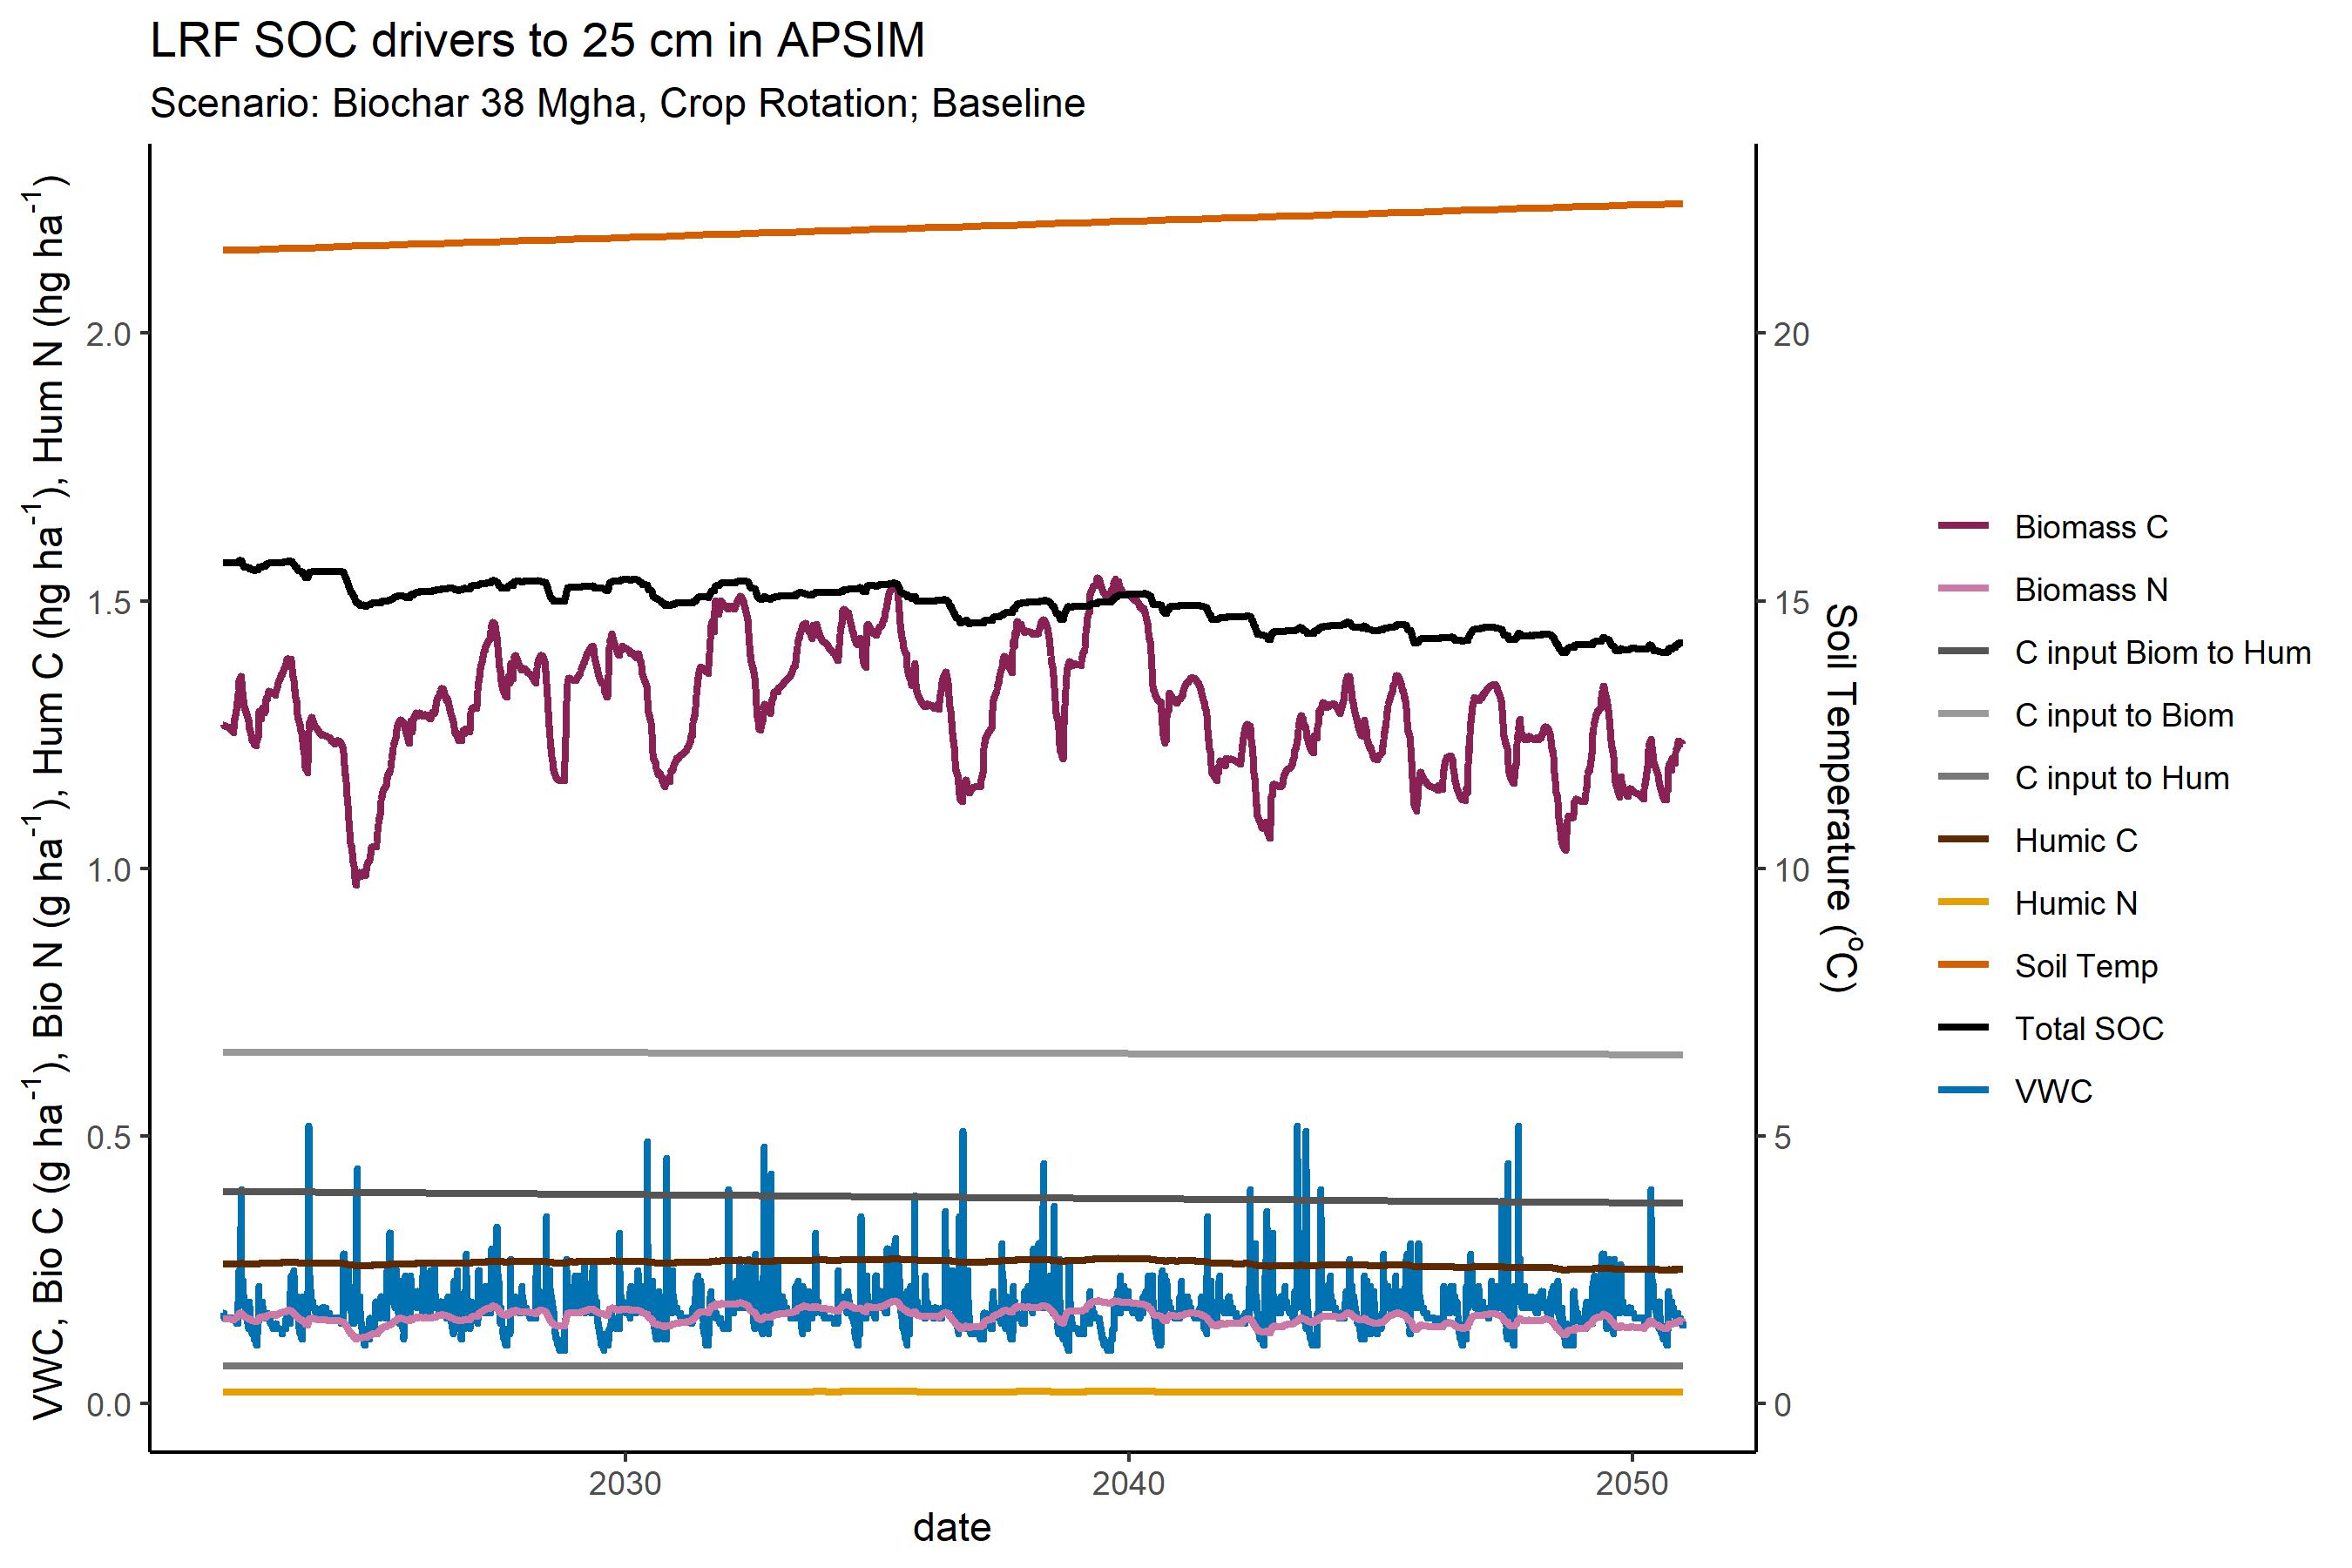 LRF SOC drivers to 25 cm in APSIM
Scenario: Biochar 38 Mgha, Crop Rotation; Baseline
VWC, Bio C (g ha⁻¹), Bio N (g ha⁻¹), Hum C (hg ha⁻¹), Hum N (hg ha⁻¹)
2.0
1.5
1.0
0.5
0.0
20
15
10
5
0
Soil Temperature (°C)
2030
2040
2050
date
Biomass C
Biomass N
C input Biom to Hum
C input to Biom
C input to Hum
Humic C
Humic N
Soil Temp
Total SOC
VWC